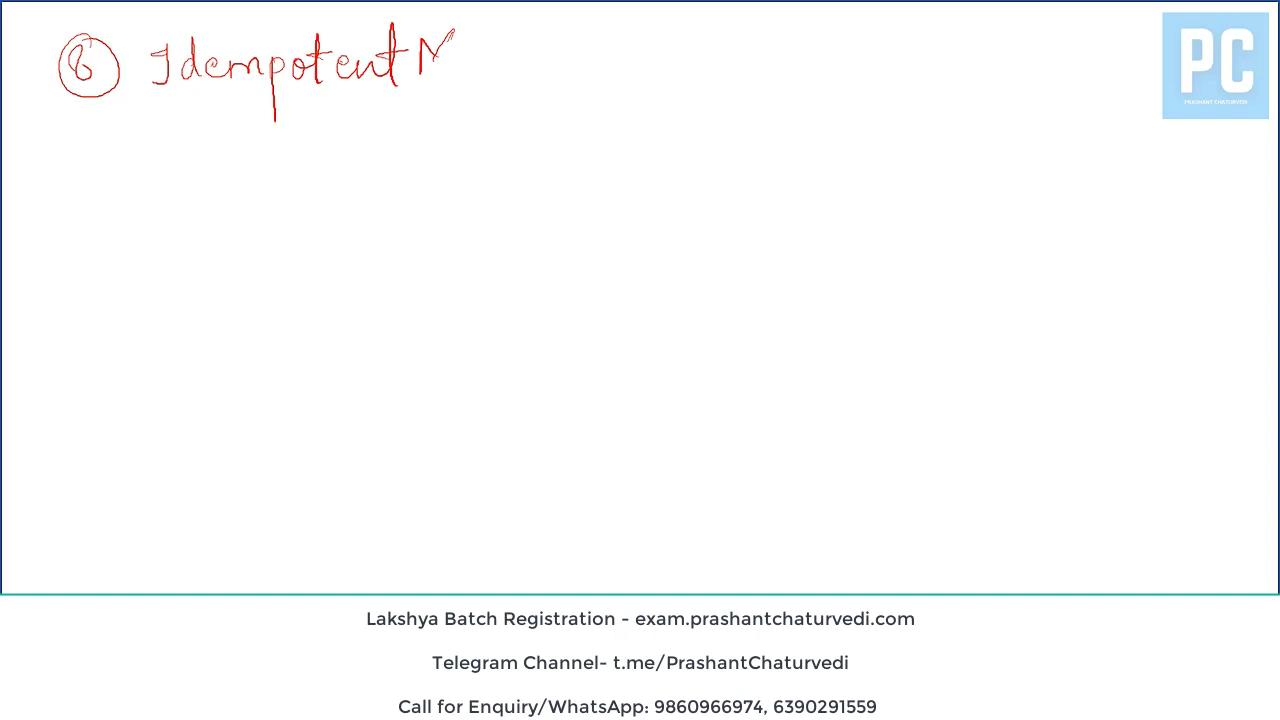 ⑧ Idempotent M
PC
PRASHANT CHATURVEDI
Lakshya Batch Registration - exam.prashantchaturvedi.com
Telegram Channel- t.me/PrashantChaturvedi
Call for Enquiry/WhatsApp: 9860966974, 6390291559